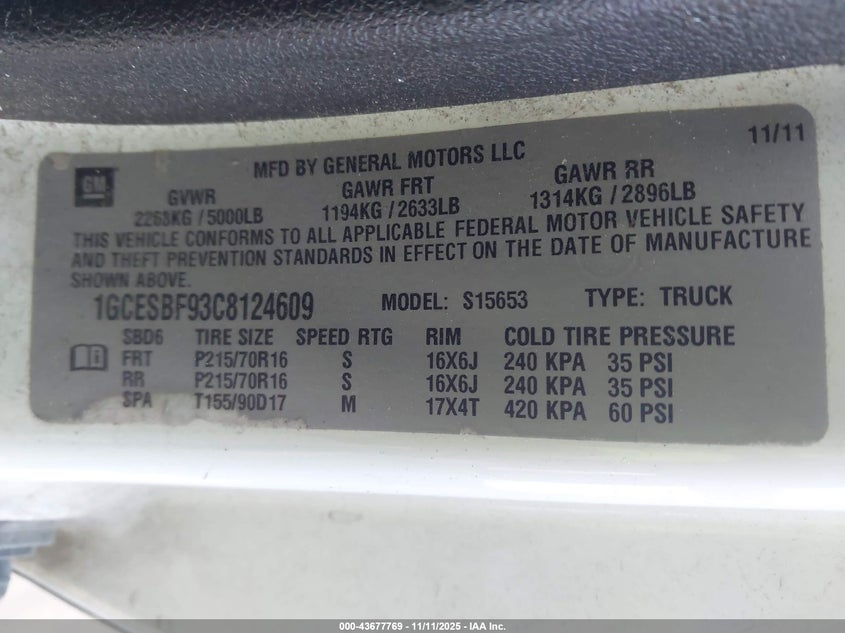 11/11
MFD BY GENERAL MOTORS LLC
GM
GVWR GAWR FRT GAWR RR
2268KG / 5000LB 1194KG / 2633LB 1314KG / 2896LB
THIS VEHICLE CONFORMS TO ALL APPLICABLE FEDERAL MOTOR VEHICLE SAFETY
AND THEFT PREVENTION STANDARDS IN EFFECT ON THE DATE OF MANUFACTURE
SHOWN ABOVE.
1GCESBF93C8124609 MODEL: S15653 TYPE: TRUCK
SBD6 TIRE SIZE SPEED RTG RIM COLD TIRE PRESSURE
FRT P215/70R16 S 16X6J 240 KPA 35 PSI
RR P215/70R16 S 16X6J 240 KPA 35 PSI
SPA T155/90D17 M 17X4T 420 KPA 60 PSI
000-43677769 - 11/11/2025 - IAA Inc.